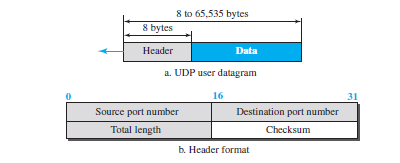 8 to 65,535 bytes
8 bytes
Header Data
a. UDP user datagram
0 16 31
Source port number Destination port number
Total length Checksum
b. Header format